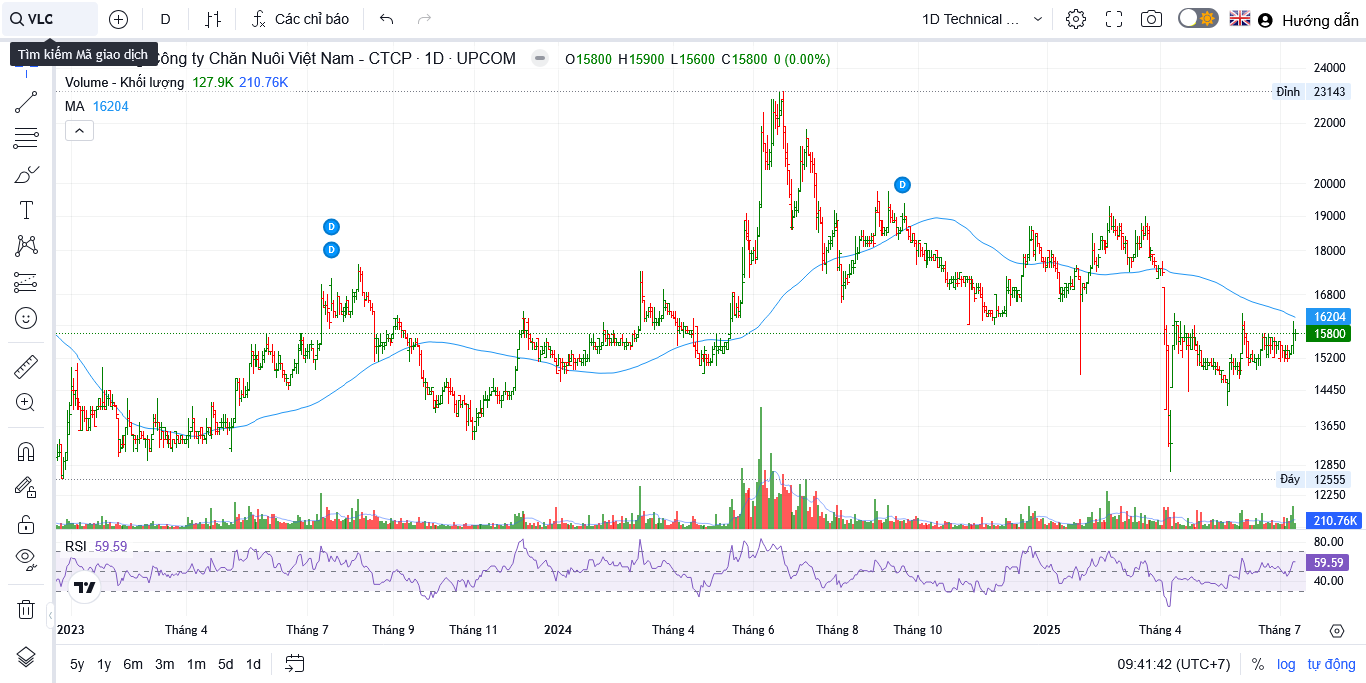 VLC
D
Các chỉ báo
1D Technical ...
Hướng dẫn
Tìm kiếm Mã giao dịch
Công ty Chăn Nuôi Việt Nam - CTCP · 1D · UPCOM
O15800 H15900 L15600 C15800 0 (0.00%)
Volume - Khối lượng 127.9K 210.76K
MA 16204
24000
Đỉnh 23143
22000
20000
19000
18000
16800
16204
15800
15200
14450
13650
12850
Đáy 12555
12250
210.76K
D
D
D
RSI 59.59
80.00
59.59
40.00
2023 Tháng 4 Tháng 7 Tháng 9 Tháng 11 2024 Tháng 4 Tháng 6 Tháng 8 Tháng 10 2025 Tháng 4 Tháng 7
5y 1y 6m 3m 1m 5d 1d
09:41:42 (UTC+7) % log tự động